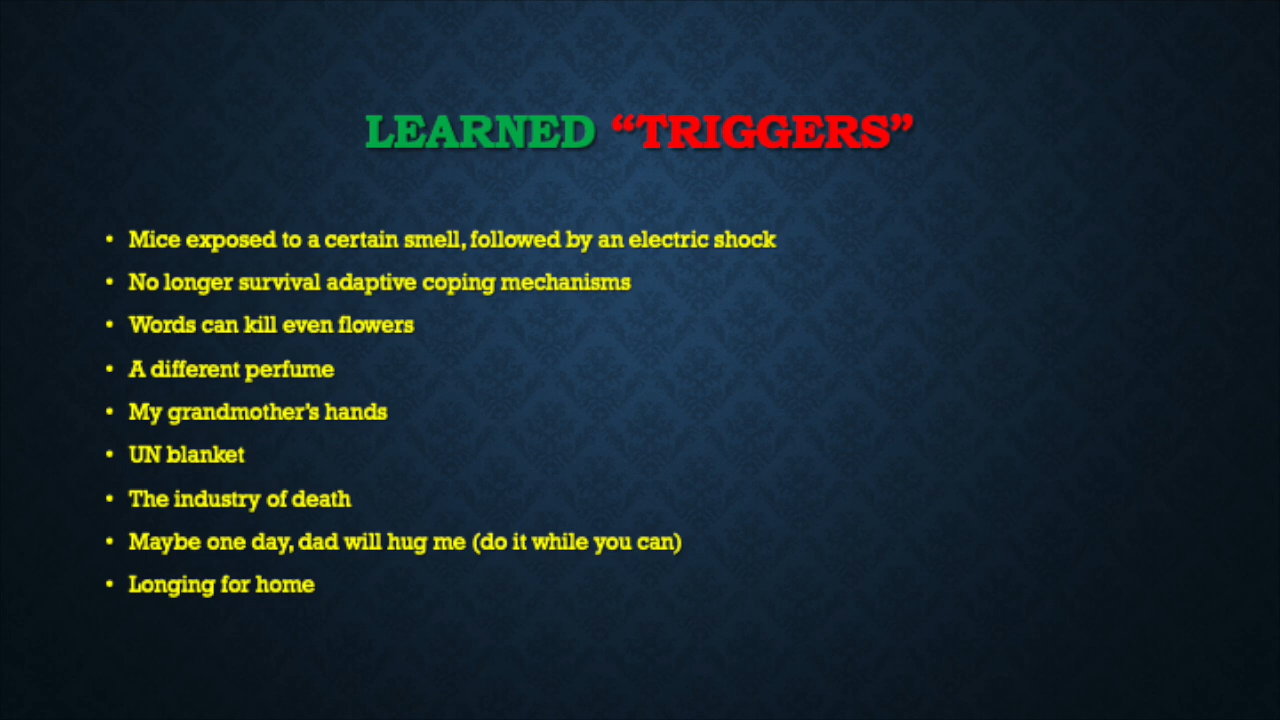 LEARNED “TRIGGERS”
• Mice exposed to a certain smell, followed by an electric shock
• No longer survival adaptive coping mechanisms
• Words can kill even flowers
• A different perfume
• My grandmother’s hands
• UN blanket
• The industry of death
• Maybe one day, dad will hug me (do it while you can)
• Longing for home